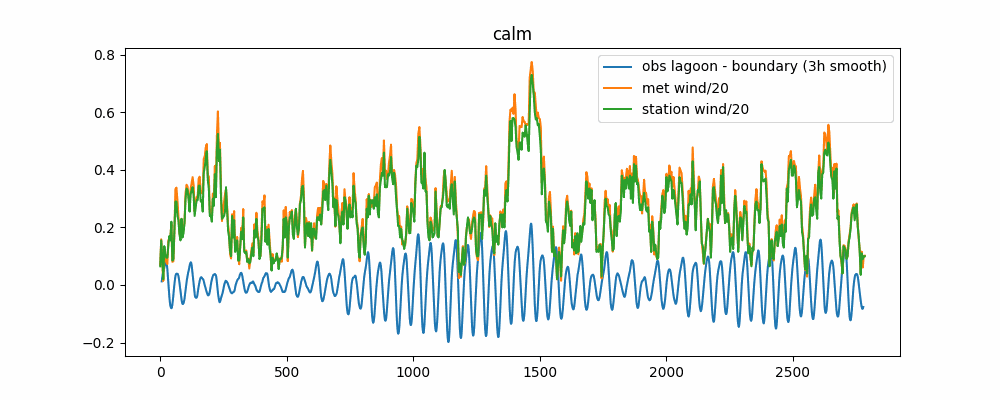 calm
obs lagoon - boundary (3h smooth)
met wind/20
station wind/20
0.8
0.6
0.4
0.2
0.0
−0.2
0 500 1000 1500 2000 2500